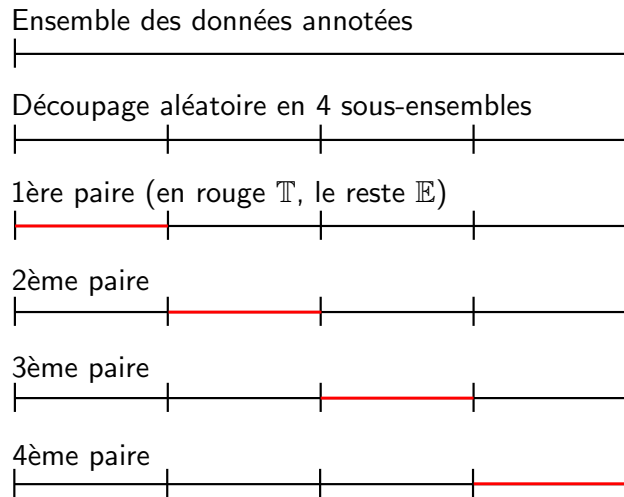 Ensemble des données annotées
Découpage aléatoire en 4 sous-ensembles
1ère paire (en rouge 𝕋, le reste 𝔼)
2ème paire
3ème paire
4ème paire